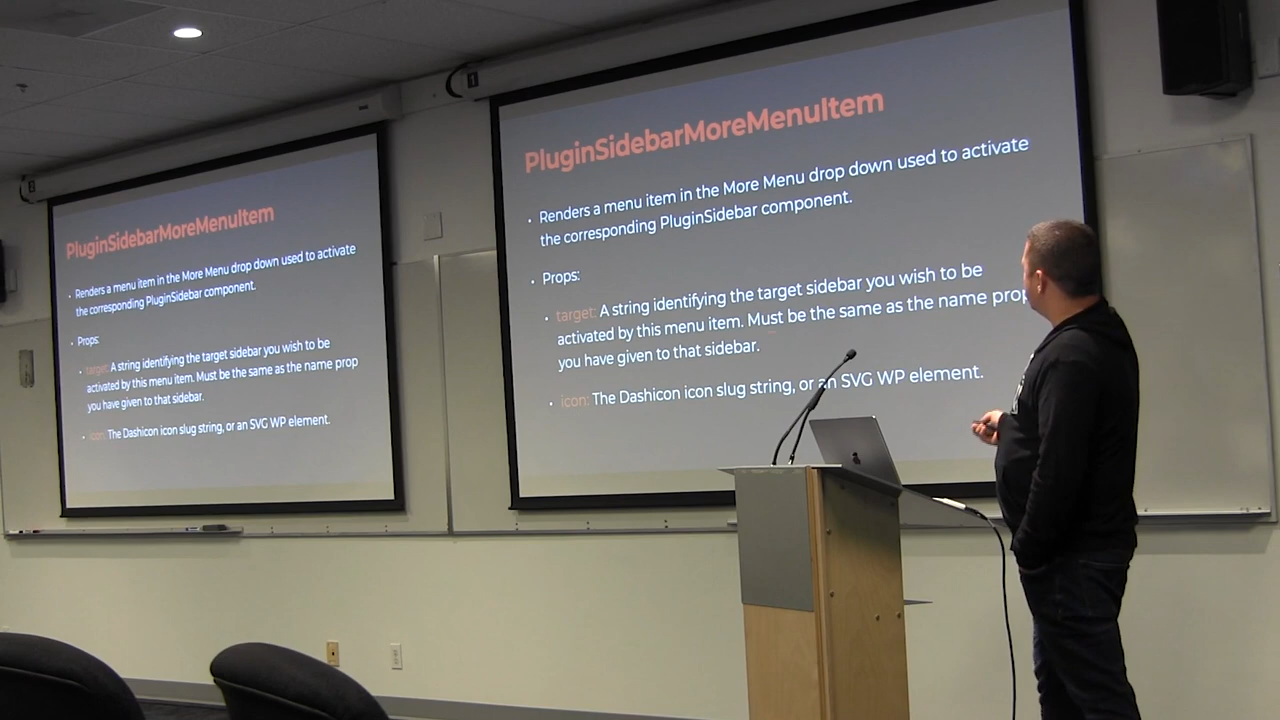 PluginSidebarMoreMenuItem
• Renders a menu item in the More Menu drop down used to activate
the corresponding PluginSidebar component.
• Props:
• target: A string identifying the target sidebar you wish to be
activated by this menu item. Must be the same as the name prop
you have given to that sidebar.
• icon: The Dashicon icon slug string, or an SVG WP element.
PluginSidebarMoreMenuItem
• Renders a menu item in the More Menu drop down used to activate
the corresponding PluginSidebar component.
• Props:
• target: A string identifying the target sidebar you wish to be
activated by this menu item. Must be the same as the name prop
you have given to that sidebar.
• icon: The Dashicon icon slug string, or an SVG WP element.
2
1